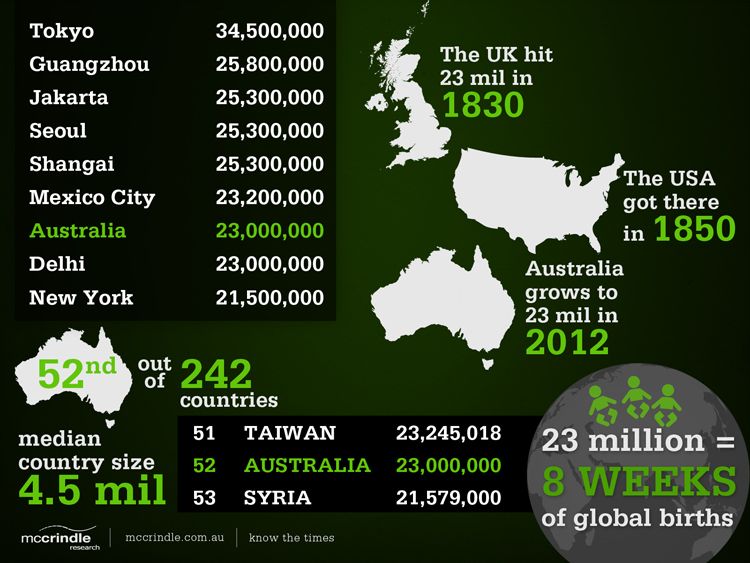 Tokyo 34,500,000
Guangzhou 25,800,000
Jakarta 25,300,000
Seoul 25,300,000
Shangai 25,300,000
Mexico City 23,200,000
Australia 23,000,000
Delhi 23,000,000
New York 21,500,000
The UK hit
23 mil in
1830
The USA
got there
in 1850
Australia
grows to
23 mil in
2012
52nd out of 242
countries
median
country size
4.5 mil
51 TAIWAN 23,245,018
52 AUSTRALIA 23,000,000
53 SYRIA 21,579,000
23 million =
8 WEEKS
of global births
mccrindle
research
mccrindle.com.au
know the times